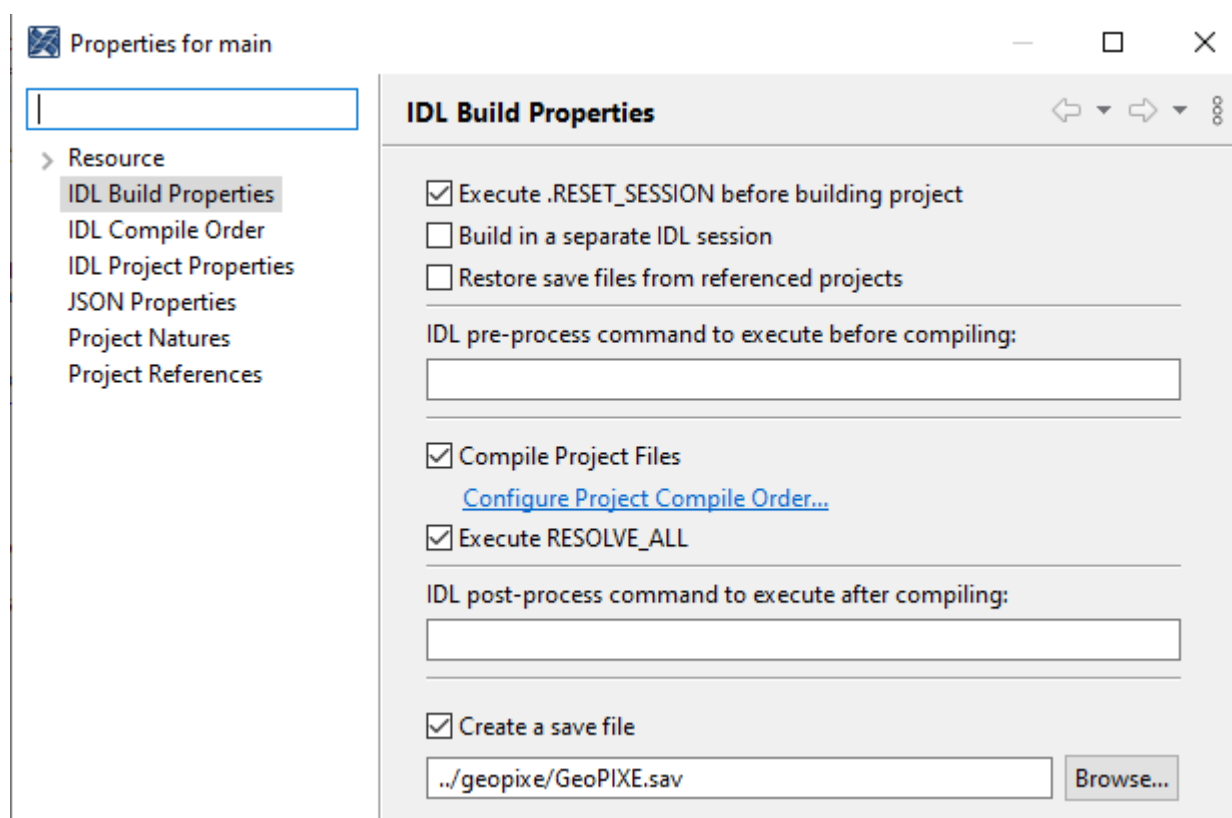 Properties for main
Resource
IDL Build Properties
IDL Compile Order
IDL Project Properties
JSON Properties
Project Natures
Project References
IDL Build Properties
Execute .RESET_SESSION before building project
Build in a separate IDL session
Restore save files from referenced projects
IDL pre-process command to execute before compiling:
Compile Project Files
Configure Project Compile Order...
Execute RESOLVE_ALL
IDL post-process command to execute after compiling:
Create a save file
../geopixe/GeoPIXE.sav
Browse...